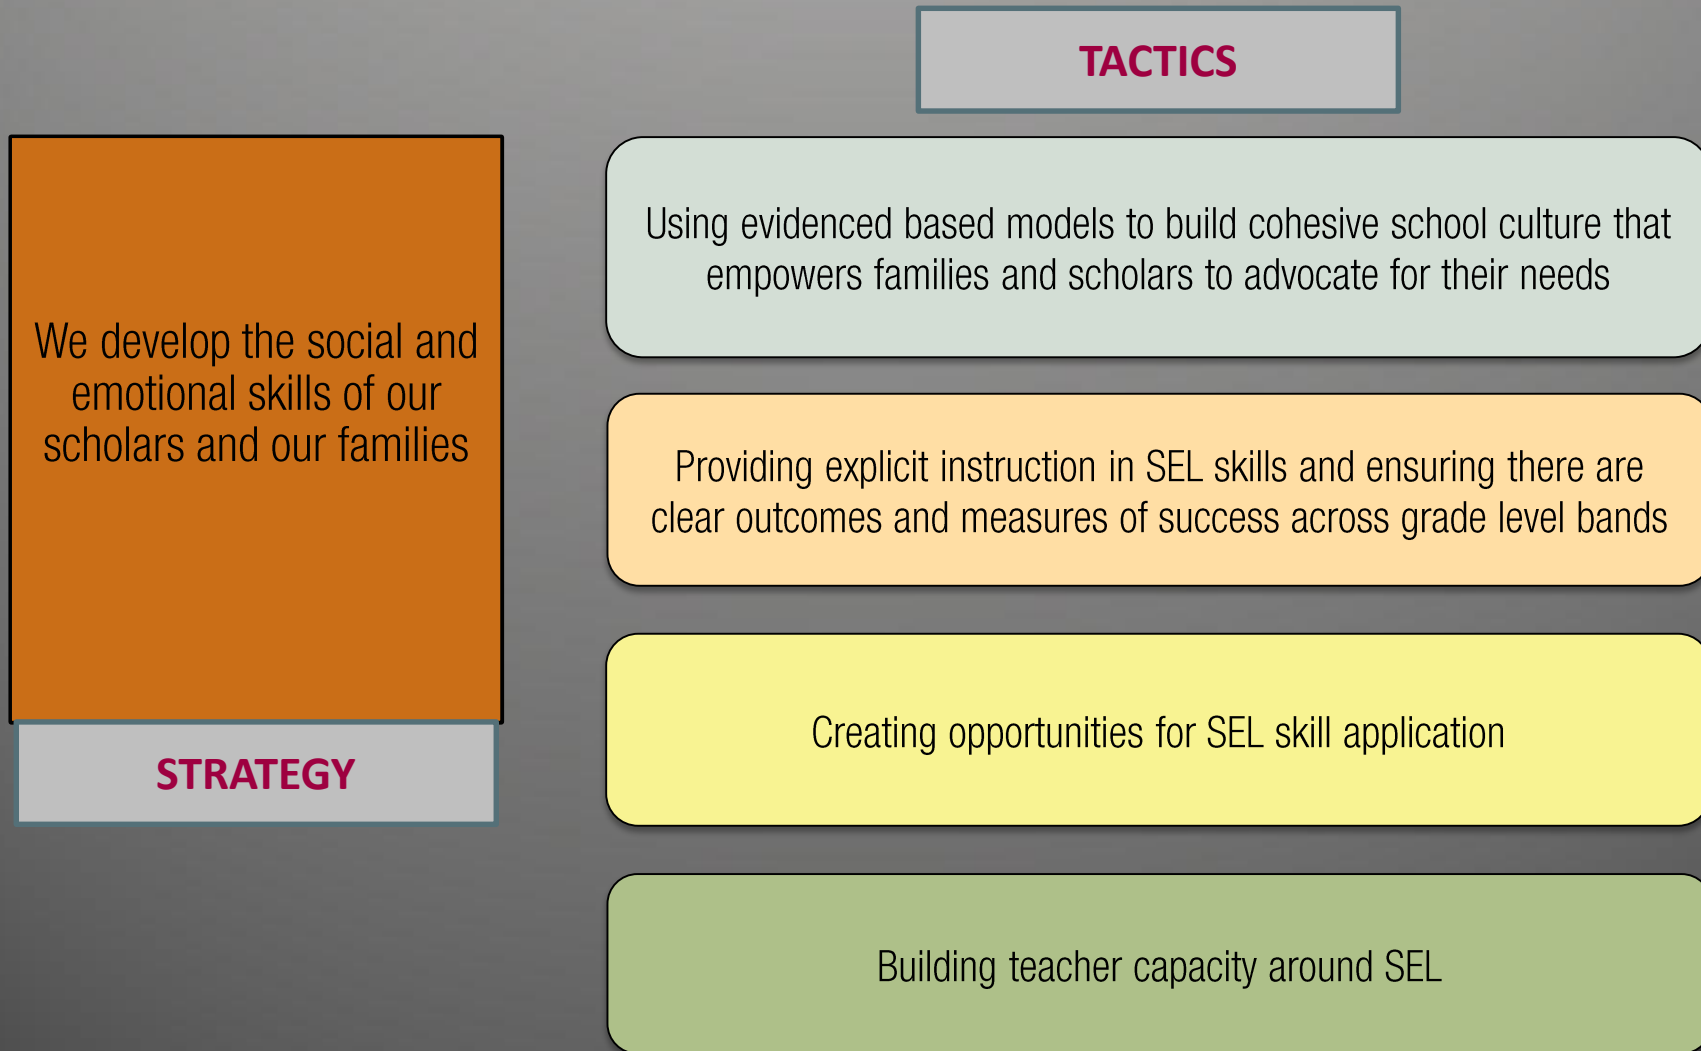 TACTICS
We develop the social and
emotional skills of our
scholars and our families
STRATEGY
Using evidenced based models to build cohesive school culture that
empowers families and scholars to advocate for their needs
Providing explicit instruction in SEL skills and ensuring there are
clear outcomes and measures of success across grade level bands
Creating opportunities for SEL skill application
Building teacher capacity around SEL